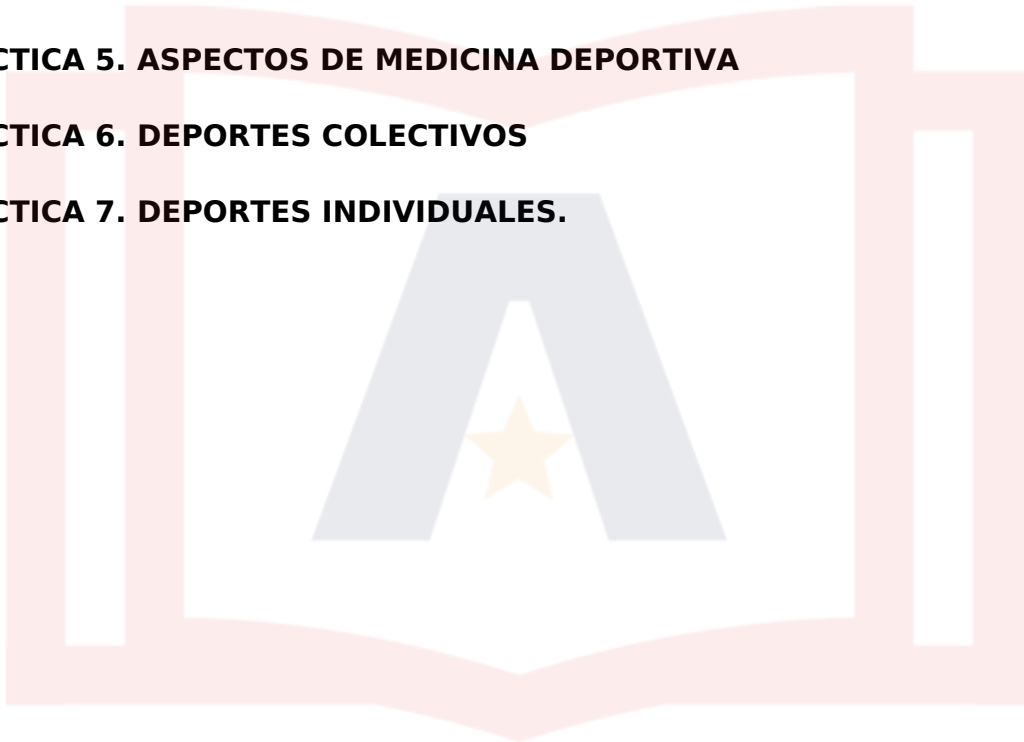 CTICA 5. ASPECTOS DE MEDICINA DEPORTIVA
CTICA 6. DEPORTES COLECTIVOS
CTICA 7. DEPORTES INDIVIDUALES.